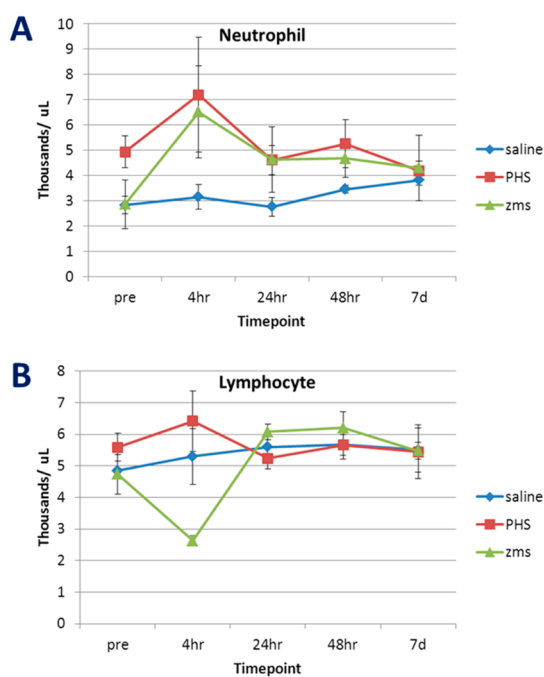 A
Neutrophil
10
9
8
7
6
5
4
3
2
1
0
Thousands/ uL
pre 4hr 24hr 48hr 7d
Timepoint
saline
PHS
zms
B
Lymphocyte
8
7
6
5
4
3
2
1
0
Thousands/ uL
pre 4hr 24hr 48hr 7d
Timepoint
saline
PHS
zms